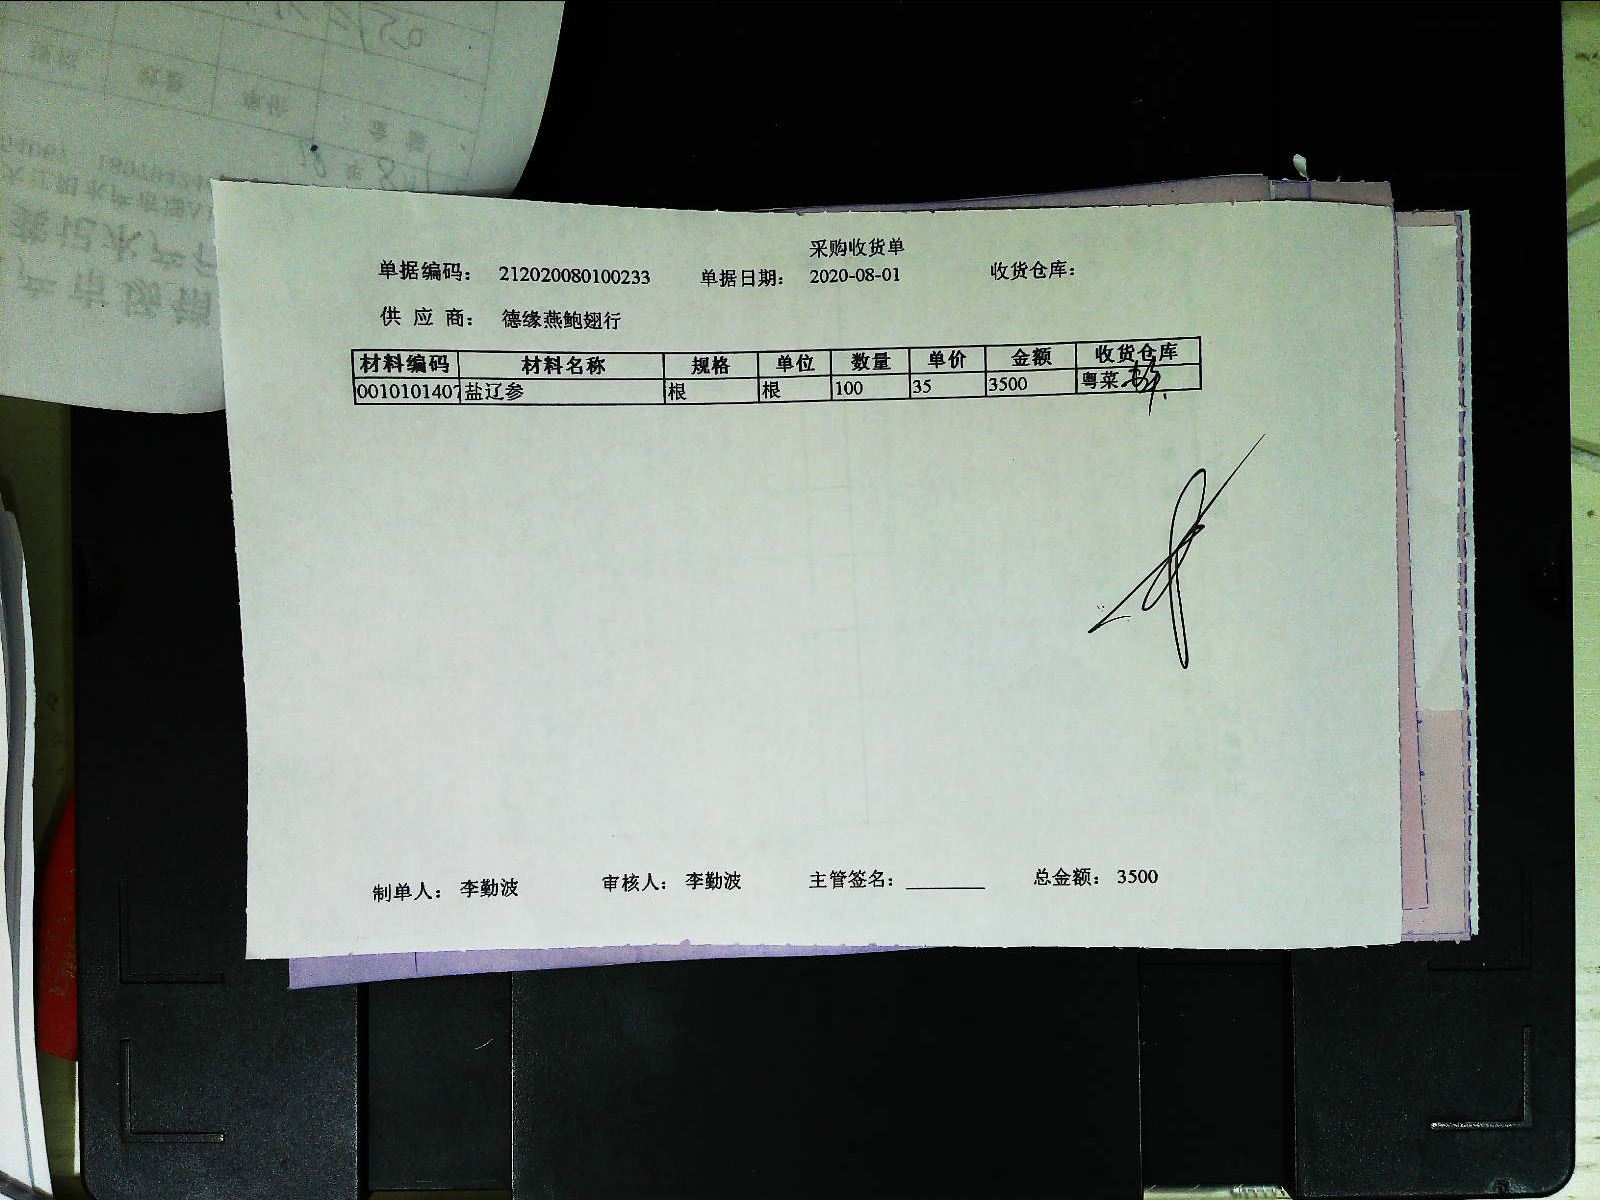 采购收货单
单据编码： 212020080100233 单据日期： 2020-08-01 收货仓库：
供 应 商： 德缘燕鲍翅行
材料编码 材料名称 规格 单位 数量 单价 金额 收货仓库
0010101407 盐辽参 根 根 100 35 3500 粤菜
制单人： 李勤波 审核人： 李勤波 主管签名： 总金额： 3500